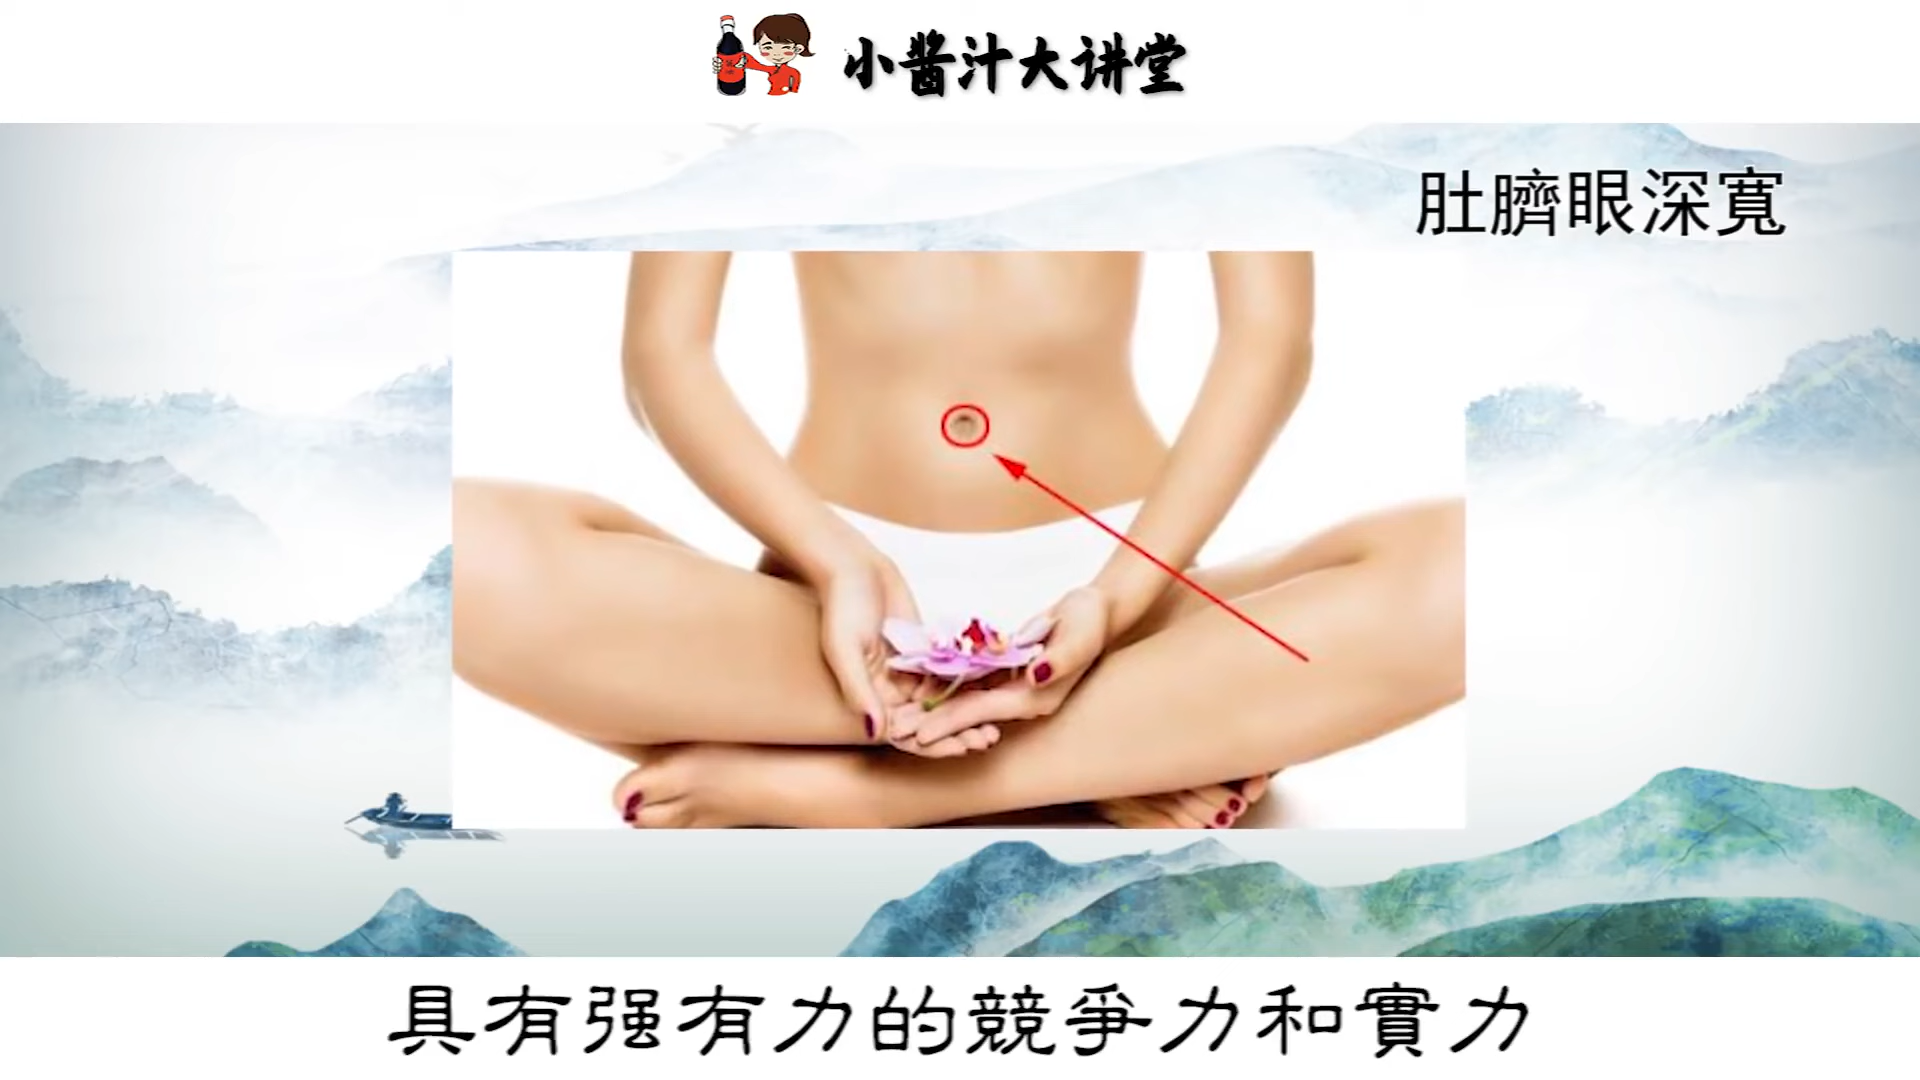 小酱汁大讲堂
肚臍眼深寬
具有强有力的競爭力和實力